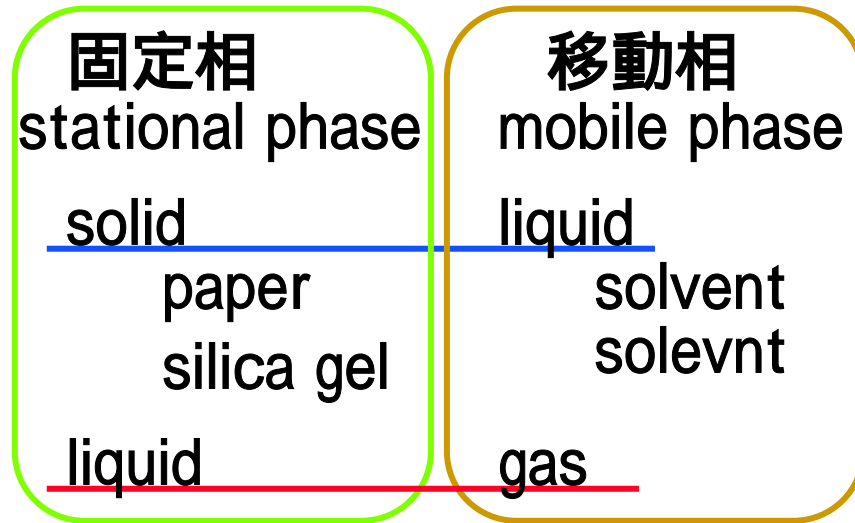 固定相
stational phase
solid
paper
silica gel
liquid
移動相
mobile phase
liquid
solvent
solevnt
gas